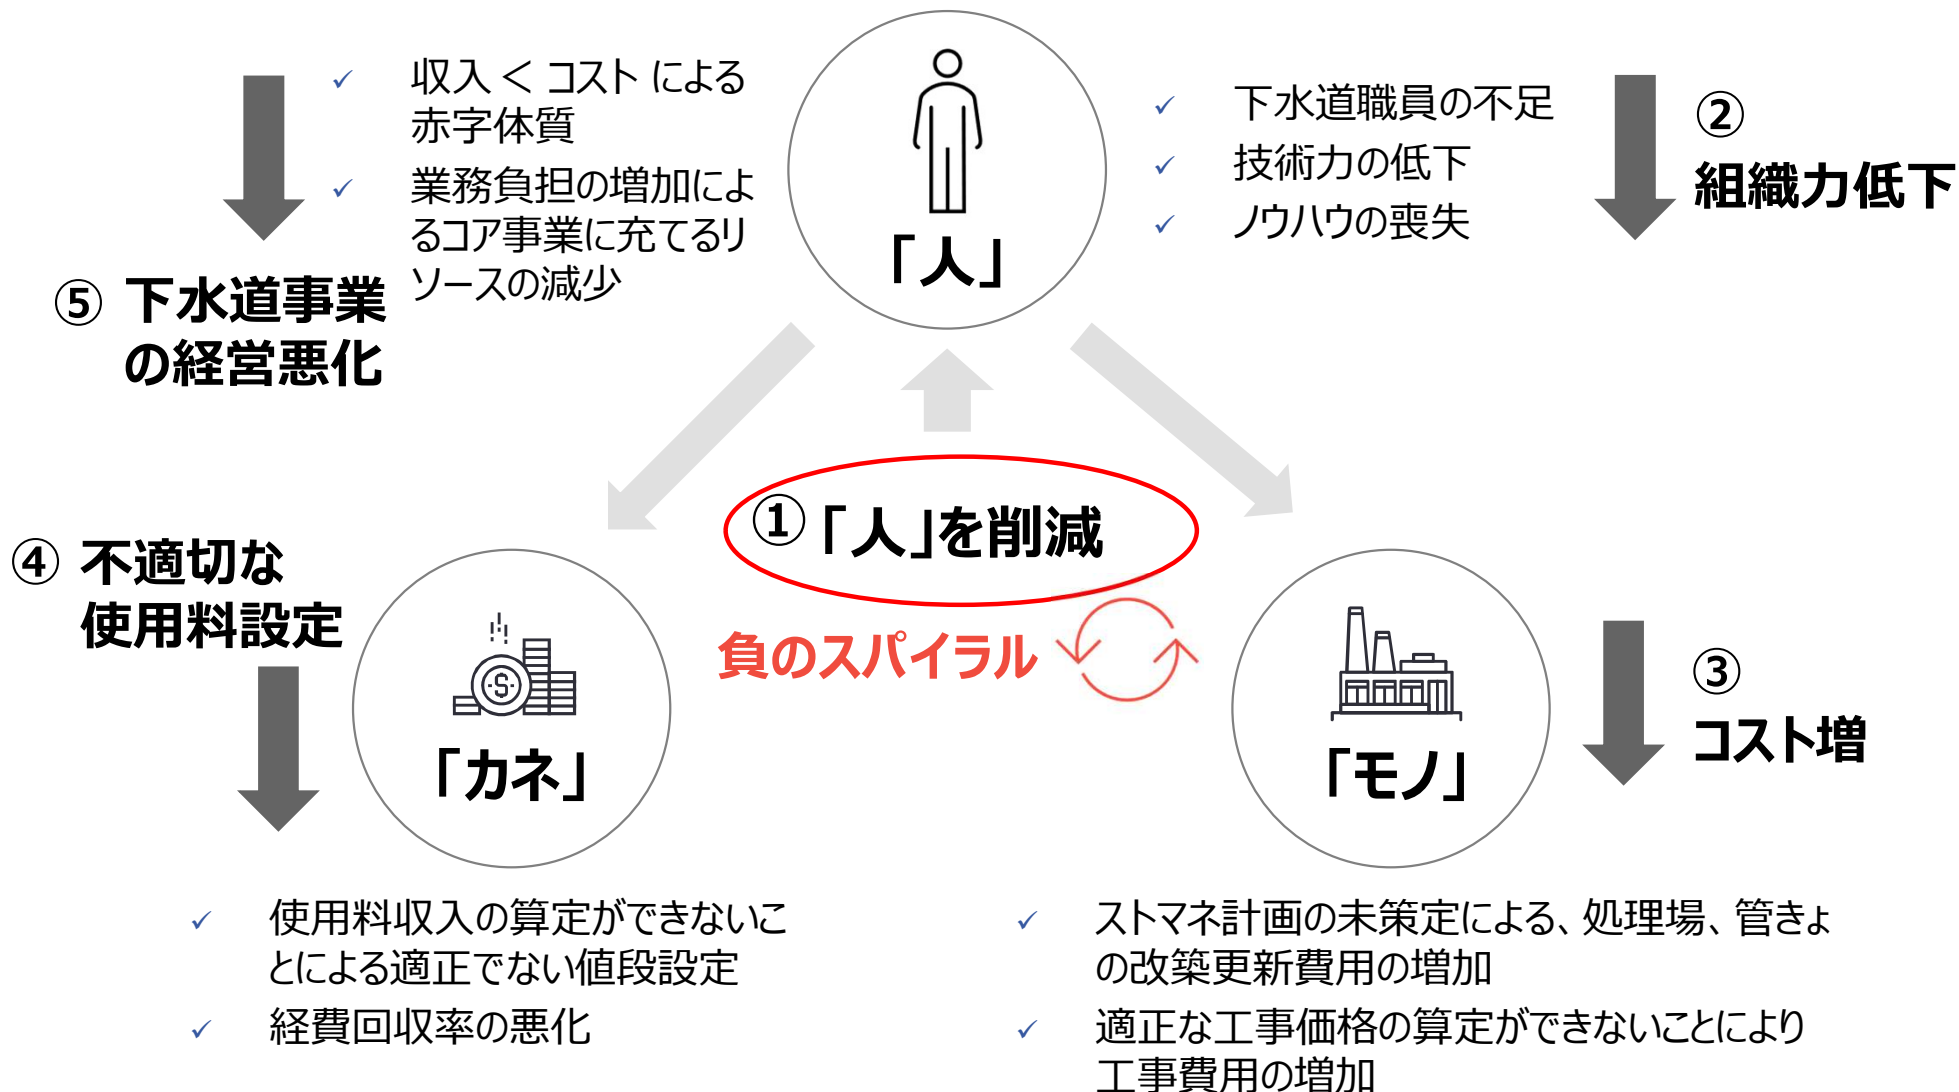 収入 < コスト による
赤字体質
業務負担の増加によ
るコア事業に充てるリ
ソースの減少
⑤ 下水道事業
の経営悪化
「人」
下水道職員の不足
技術力の低下
ノウハウの喪失
②
組織力低下
①「人」を削減
負のスパイラル
④ 不適切な
使用料設定
「カネ」
使用料収入の算定ができないこ
とによる適正でない値段設定
経費回収率の悪化
「モノ」
③
コスト増
ストマネ計画の未策定による、処理場、管きょ
の改築更新費用の増加
適正な工事価格の算定ができないことにより
工事費用の増加